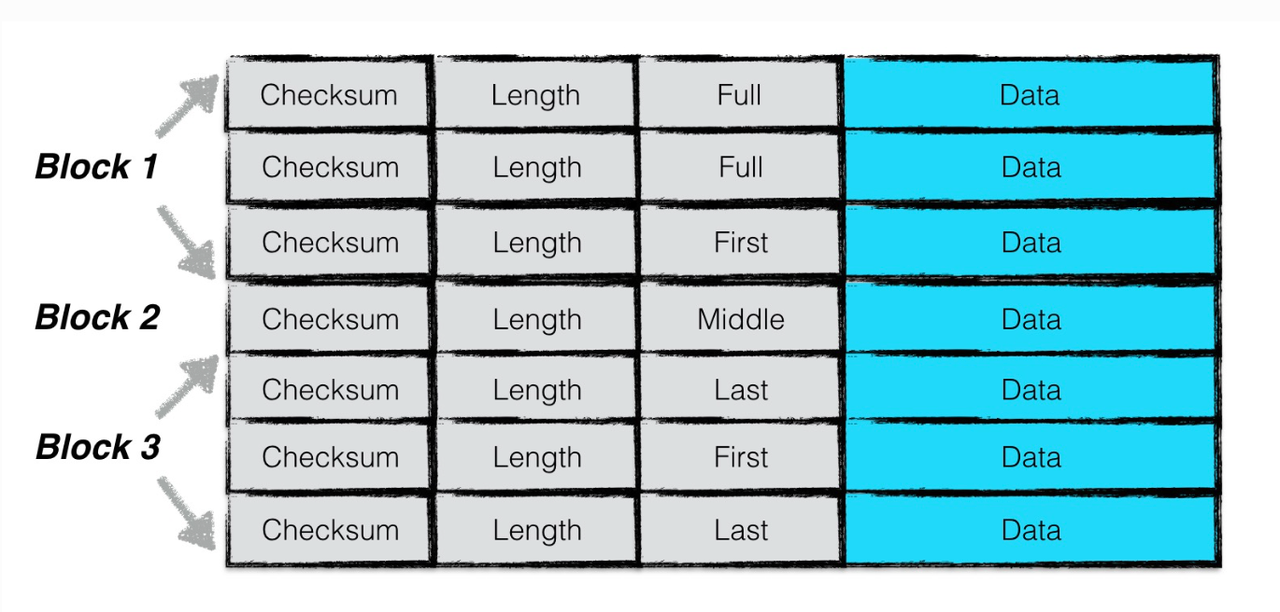 Checksum Length Full Data
Block 1
Checksum Length Full Data
Checksum Length First Data
Block 2
Checksum Length Middle Data
Checksum Length Last Data
Block 3
Checksum Length First Data
Checksum Length Last Data